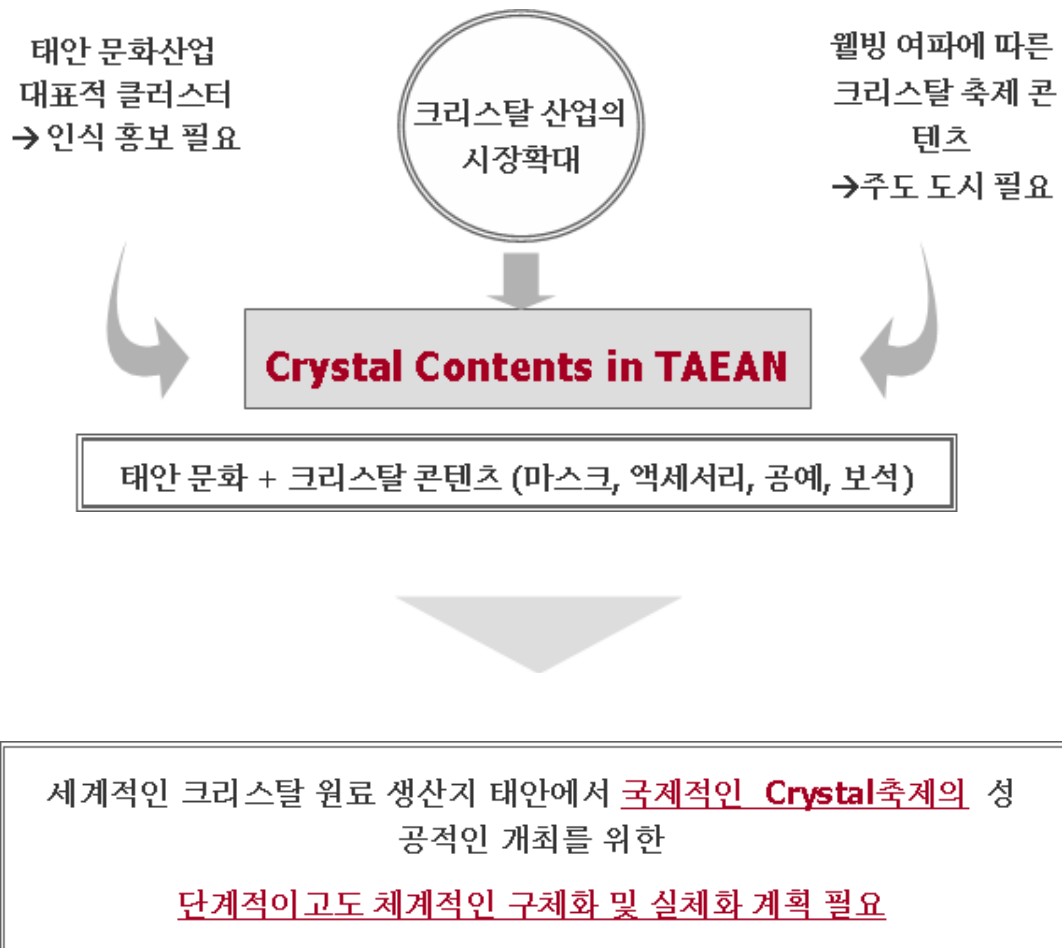 태안 문화산업
대표적 클러스터
→ 인식 홍보 필요
크리스탈 산업의
시장확대
웰빙 여파에 따른
크리스탈 축제 콘
텐츠
→주도 도시 필요
Crystal Contents in TAEAN
태안 문화 + 크리스탈 콘텐츠 (마스크, 액세서리, 공예, 보석)
세계적인 크리스탈 원료 생산지 태안에서 국제적인 Crystal축제의 성
공적인 개최를 위한
단계적이고도 체계적인 구체화 및 실체화 계획 필요